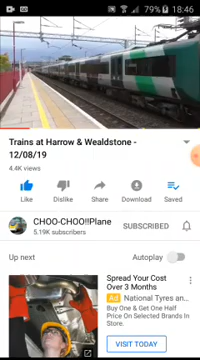 79% 18:46
Trains at Harrow & Wealdstone -
12/08/19
4.4K views
Like Dislike Share Download Saved
CHOO-CHOO!!Plane SUBSCRIBED
5.19K subscribers
Up next Autoplay
Spread Your Cost
Over 3 Months
Ad National Tyres an...
Buy One & Get One Half
Price On Selected Brands In
Store.
VISIT TODAY